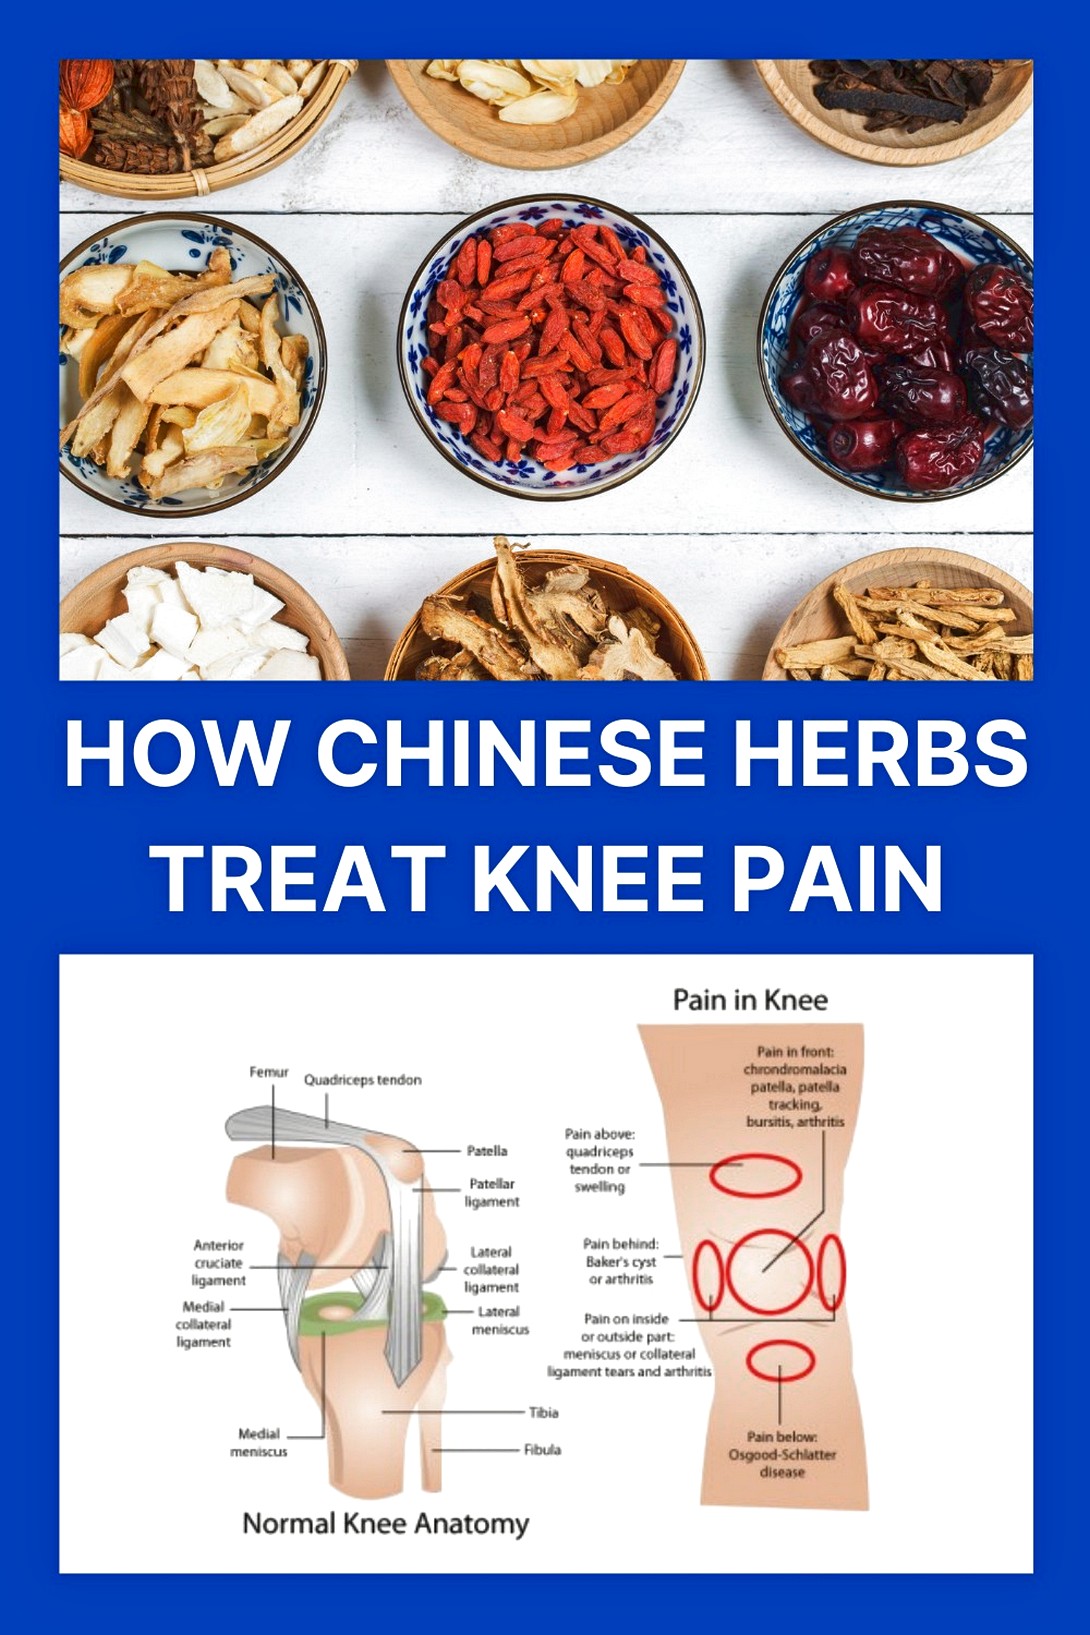 HOW CHINESE HERBS
TREAT KNEE PAIN
Pain in Knee
Femur
Quadriceps tendon
Patella
Patellar
ligament
Anterior
cruciate
ligament
Lateral
collateral
ligament
Medial
collateral
ligament
Lateral
meniscus
Tibia
Medial
meniscus
Fibula
Normal Knee Anatomy
Pain in front:
chrondromalacia
patella, patella
tracking,
bursitis, arthritis
Pain above:
quadriceps
tendon or
swelling
Pain behind:
Baker's cyst
or arthritis
Pain on inside
or outside part:
meniscus or collateral
ligament tears and arthritis
Pain below:
Osgood-Schlatter
disease